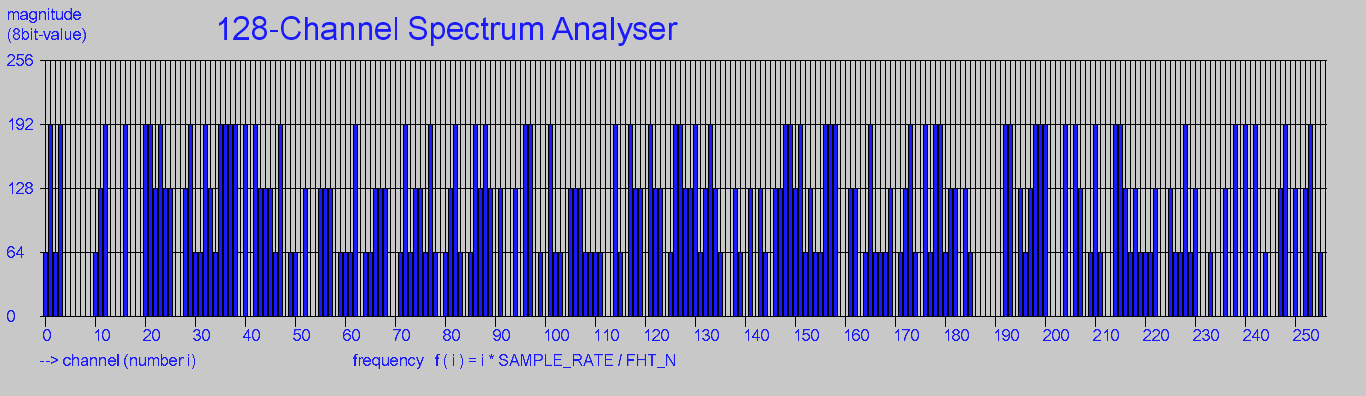 magnitude
(8bit-value)
128-Channel Spectrum Analyser
256
192
128
64
0
0 10 20 30 40 50 60 70 80 90 100 110 120 130 140 150 160 170 180 190 200 210 220 230 240 250
--> channel (number i)
frequency f ( i ) = i * SAMPLE_RATE / FHT_N